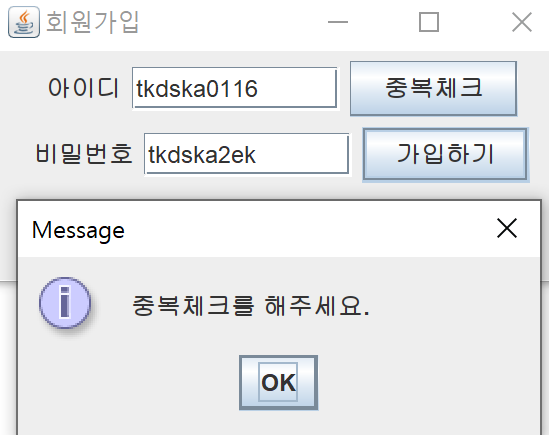 회원가입
아이디 tkdska0116 중복체크
비밀번호 tkdska2ek 가입하기
Message
중복체크를 해주세요.
OK